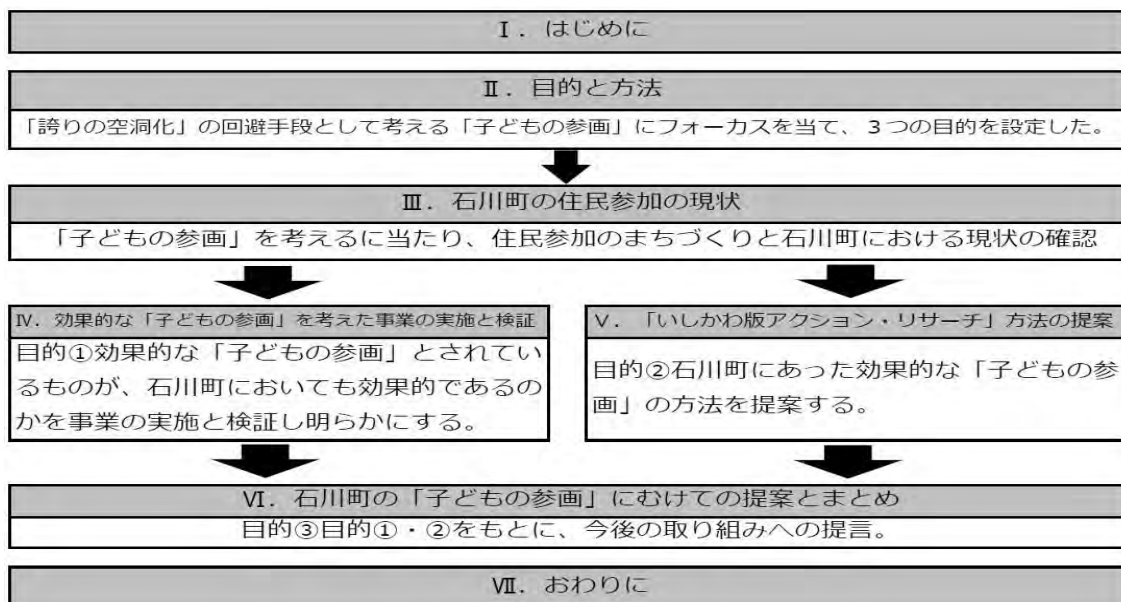 Ⅰ．はじめに
Ⅱ．目的と方法
「誇りの空洞化」の回避手段として考える「子どもの参画」にフォーカスを当て、３つの目的を設定した。
Ⅲ．石川町の住民参加の現状
「子どもの参画」を考えるに当たり、住民参加のまちづくりと石川町における現状の確認
Ⅳ．効果的な「子どもの参画」を考えた事業の実施と検証
目的①効果的な「子どもの参画」とされてい
るものが、石川町においても効果的であるの
かを事業の実施と検証し明らかにする。
Ⅴ．「いしかわ版アクション・リサーチ」方法の提案
目的②石川町にあった効果的な「子どもの参
画」の方法を提案する。
Ⅵ．石川町の「子どもの参画」にむけての提案とまとめ
目的③目的①・②をもとに、今後の取り組みへの提言。
Ⅶ．おわりに